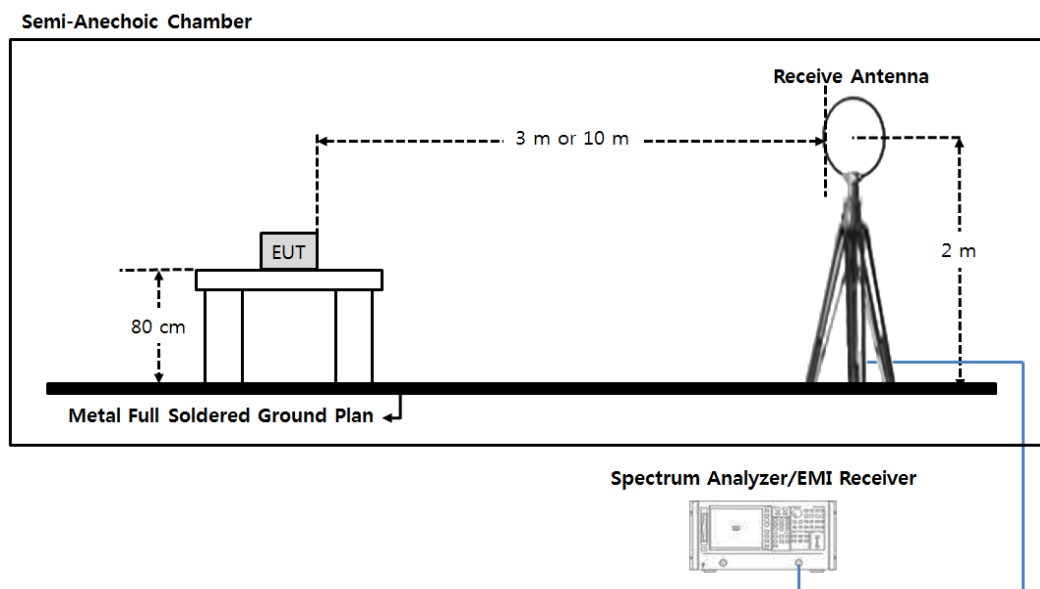 Semi-Anechoic Chamber
Receive Antenna
3 m or 10 m
EUT
2 m
80 cm
Metal Full Soldered Ground Plan
Spectrum Analyzer/EMI Receiver